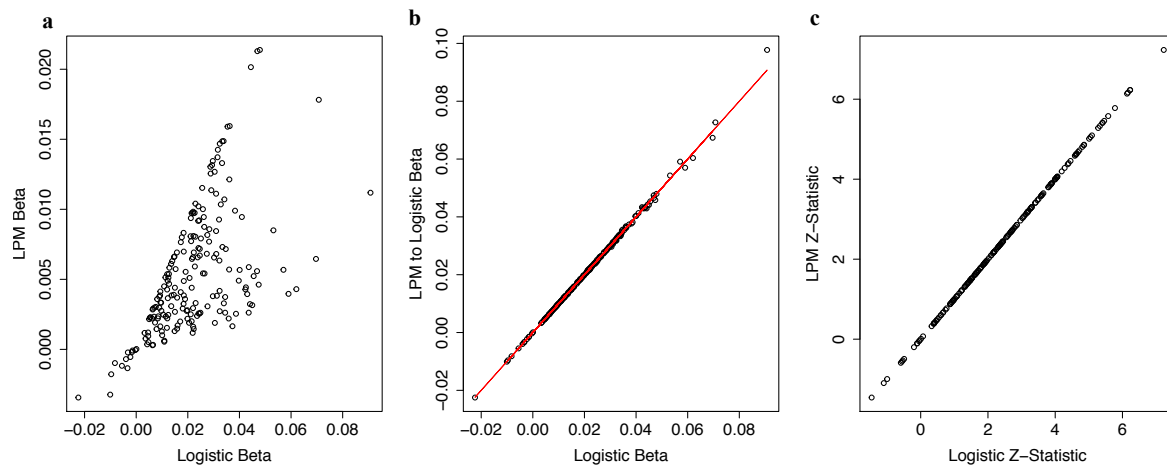 a
LPM Beta
0.020
0.015
0.010
0.005
0.000
−0.02 0.00 0.02 0.04 0.06 0.08
Logistic Beta
b
LPM to Logistic Beta
0.10
0.08
0.06
0.04
0.02
0.00
−0.02
−0.02 0.00 0.02 0.04 0.06 0.08
Logistic Beta
c
LPM Z−Statistic
6
4
2
0
0 2 4 6
Logistic Z−Statistic